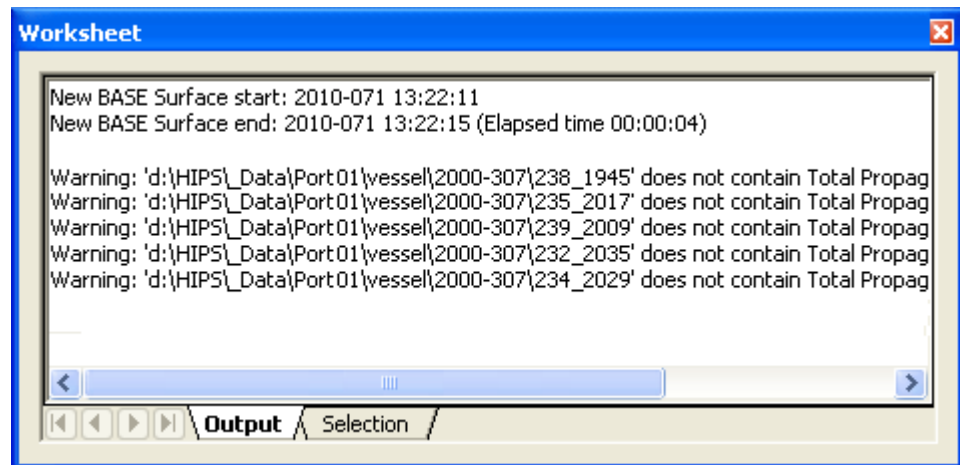 Worksheet
New BASE Surface start: 2010-071 13:22:11
New BASE Surface end: 2010-071 13:22:15 (Elapsed time 00:00:04)
Warning: 'd:\HIPS\_Data\Port01\vessel\2000-307\238_1945' does not contain Total Propag
Warning: 'd:\HIPS\_Data\Port01\vessel\2000-307\235_2017' does not contain Total Propag
Warning: 'd:\HIPS\_Data\Port01\vessel\2000-307\239_2009' does not contain Total Propag
Warning: 'd:\HIPS\_Data\Port01\vessel\2000-307\232_2035' does not contain Total Propag
Warning: 'd:\HIPS\_Data\Port01\vessel\2000-307\234_2029' does not contain Total Propag
Output Selection